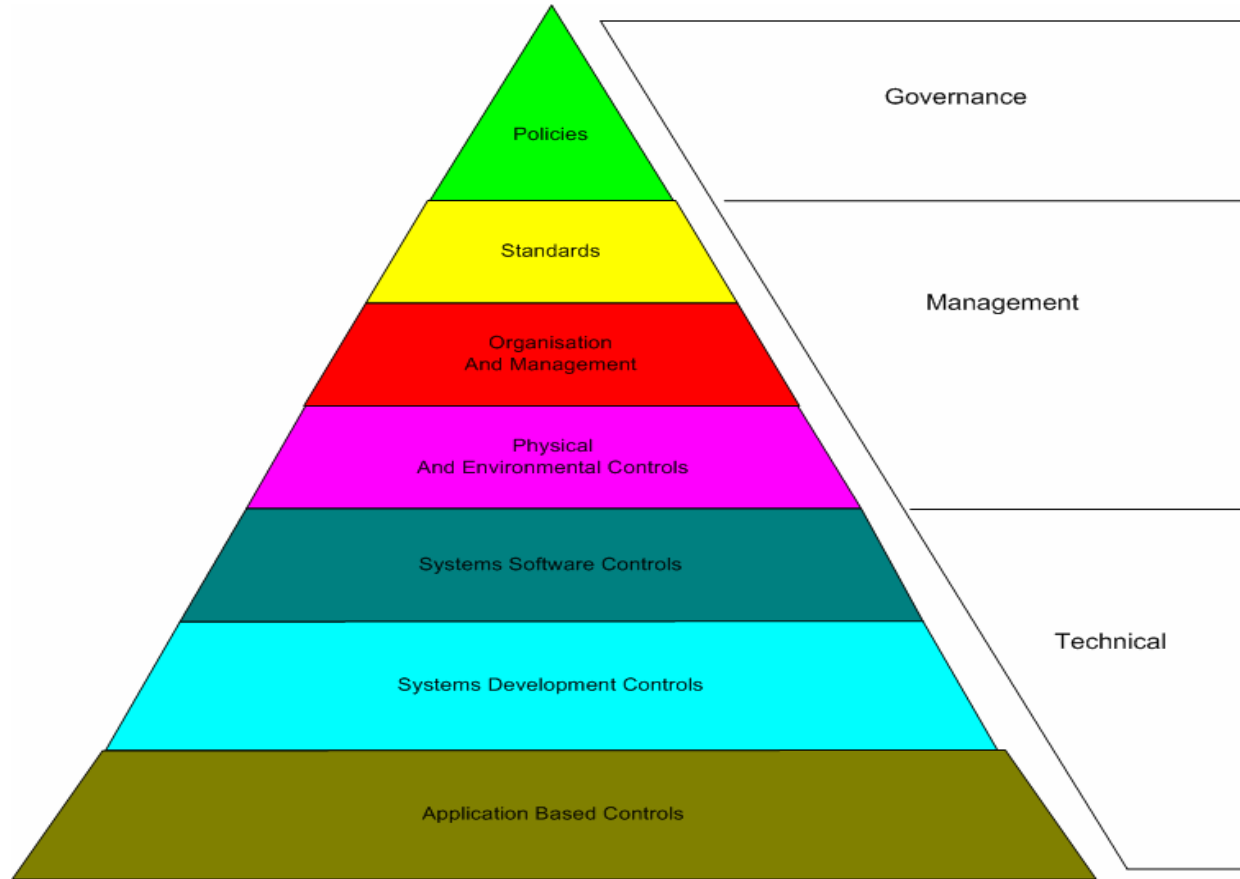 Policies
Standards
Organisation
And Management
Physical
And Environmental Controls
Systems Software Controls
Systems Development Controls
Application Based Controls
Governance
Management
Technical